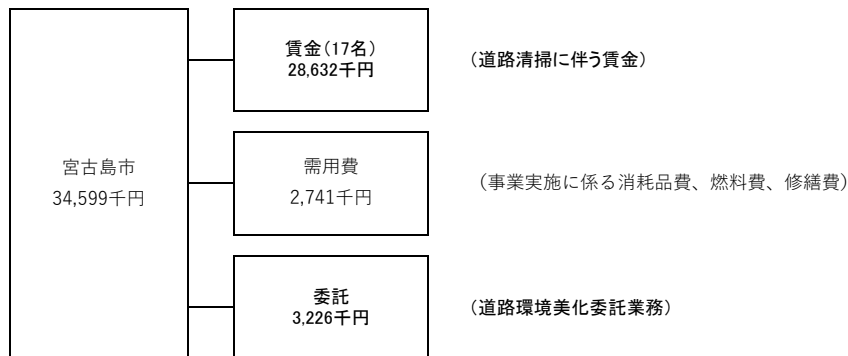 宮古島市
34,599千円
賃金(17名)
28,632千円
(道路清掃に伴う賃金)
需用費
2,741千円
(事業実施に係る消耗品費、燃料費、修繕費)
委託
3,226千円
(道路環境美化委託業務)